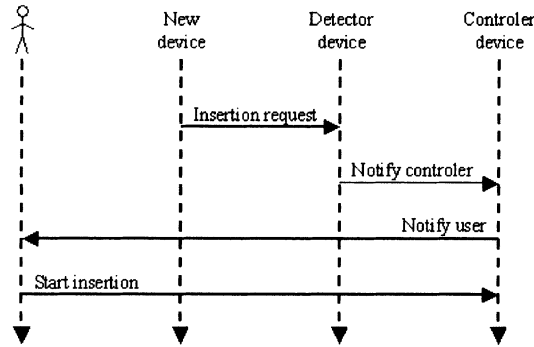 New
device
Detector
device
Controler
device
Insertion request
Notify controler
Notify user
Start insertion